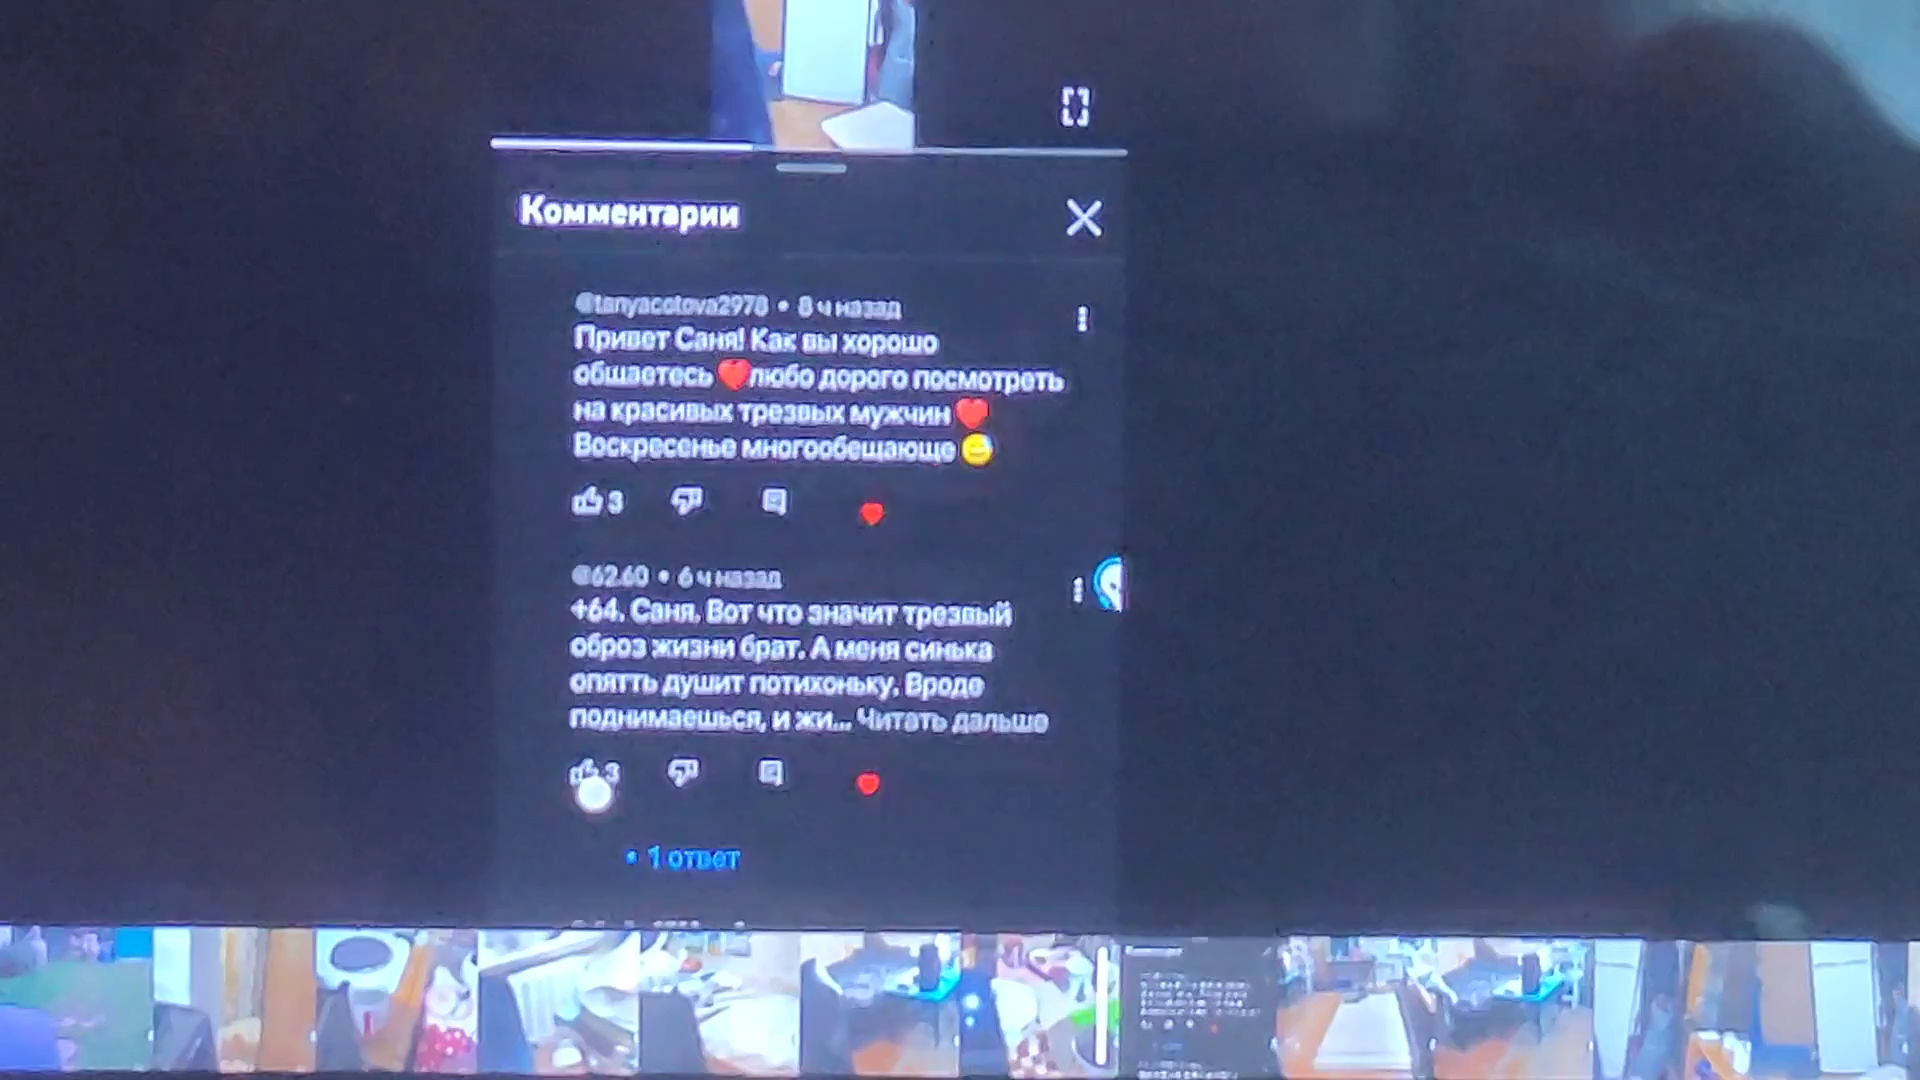 Комментарии
@tanyacotova2978 • 8 ч назад
Привет Саня! Как вы хорошо
общаетесь ❤️любо дорого посмотреть
на красивых трезвых мужчин ❤️
Воскресенье многообещающе 😅
3
@62.60 • 6 ч назад
+64. Саня. Вот что значит трезвый
оброз жизни брат. А меня синька
опятть душит потихоньку. Вроде
поднимаешься, и жи... Читать дальше
3
• 1 ответ